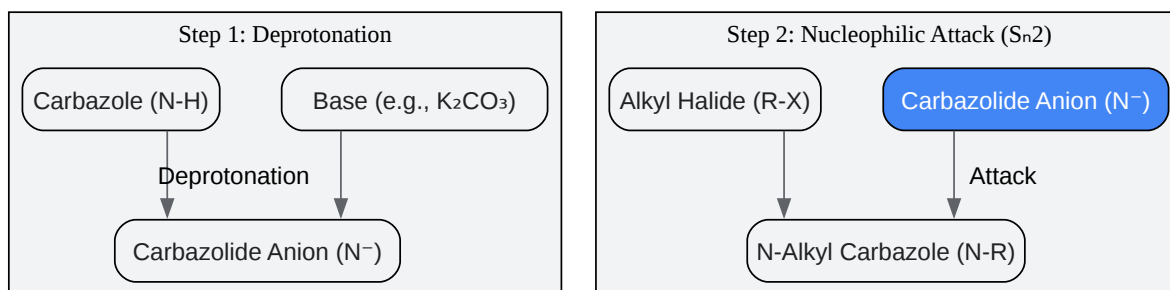 Step 1: Deprotonation
Carbazole (N-H)
Base (e.g., K₂CO₃)
Deprotonation
Carbazolide Anion (N⁻)
Step 2: Nucleophilic Attack (Sₙ2)
Alkyl Halide (R-X)
Carbazolide Anion (N⁻)
Attack
N-Alkyl Carbazole (N-R)